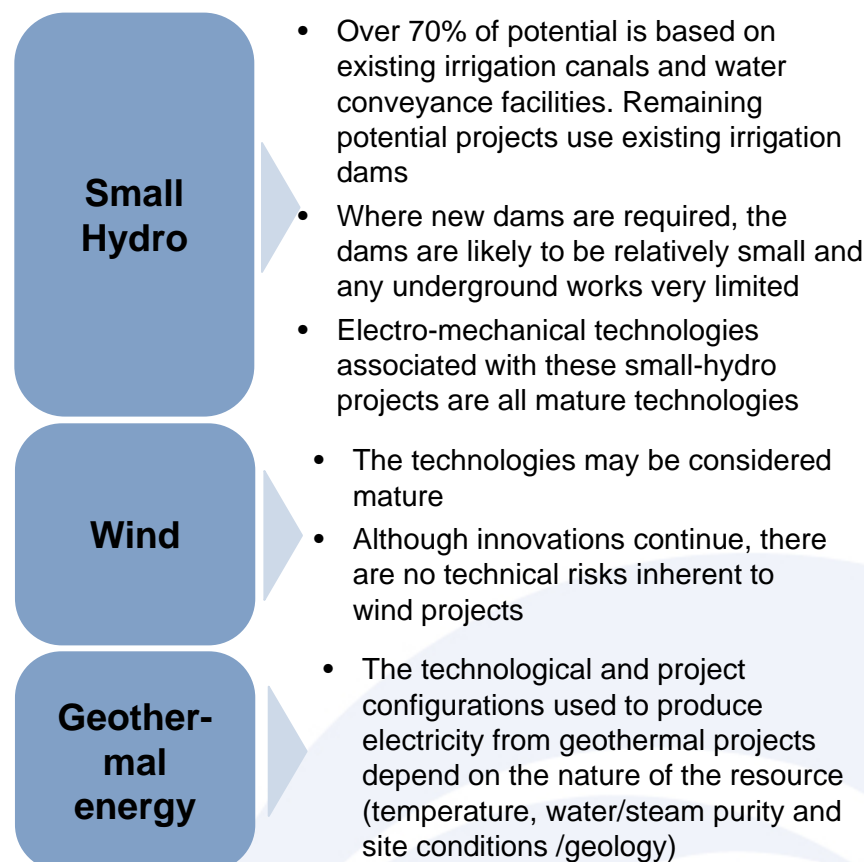 Small
Hydro
• Over 70% of potential is based on
existing irrigation canals and water
conveyance facilities. Remaining
potential projects use existing irrigation
dams
• Where new dams are required, the
dams are likely to be relatively small and
any underground works very limited
• Electro-mechanical technologies
associated with these small-hydro
projects are all mature technologies
Wind
• The technologies may be considered
mature
• Although innovations continue, there
are no technical risks inherent to
wind projects
Geother-
mal
energy
• The technological and project
configurations used to produce
electricity from geothermal projects
depend on the nature of the resource
(temperature, water/steam purity and
site conditions /geology)